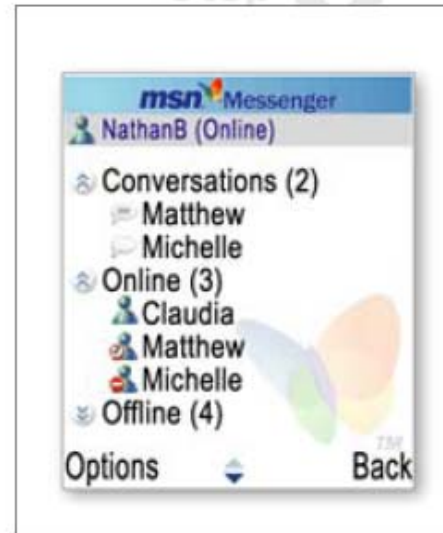 msn Messenger
NathanB (Online)
Conversations (2)
Matthew
Michelle
Online (3)
Claudia
Matthew
Michelle
Offline (4)
TM
Options Back